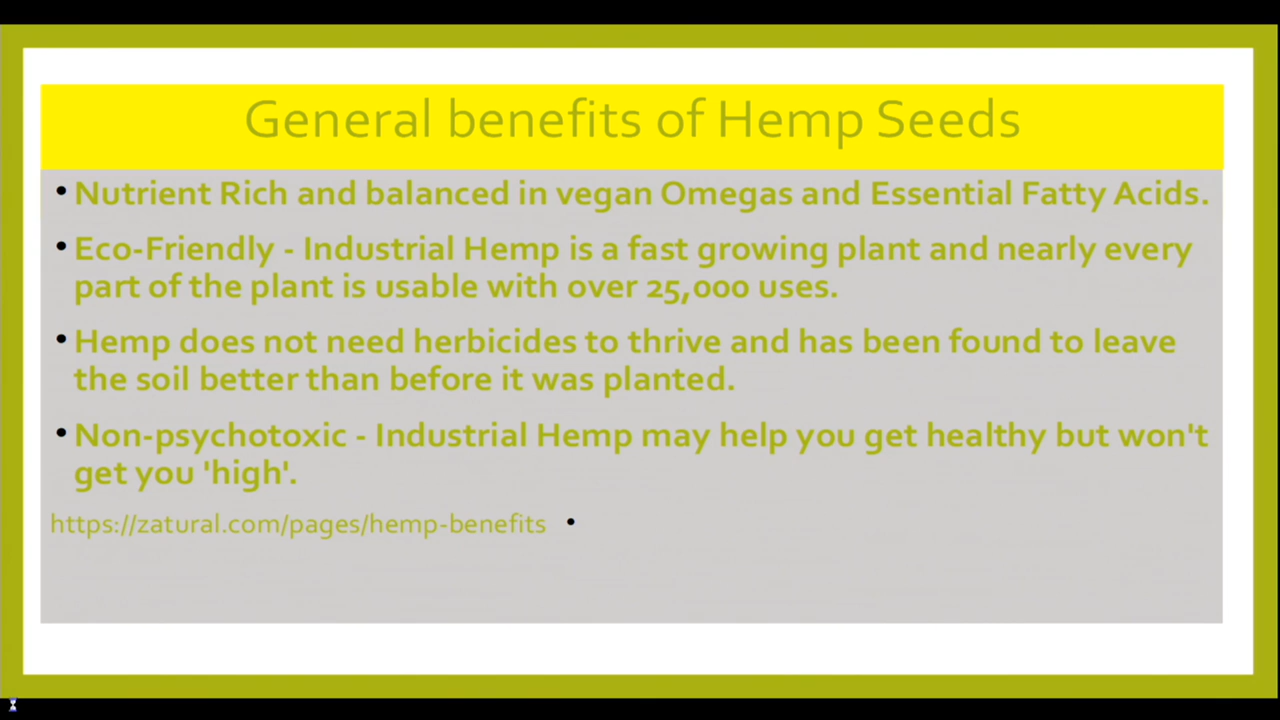 General benefits of Hemp Seeds
• Nutrient Rich and balanced in vegan Omegas and Essential Fatty Acids.
• Eco-Friendly - Industrial Hemp is a fast growing plant and nearly every
part of the plant is usable with over 25,000 uses.
• Hemp does not need herbicides to thrive and has been found to leave
the soil better than before it was planted.
• Non-psychotoxic - Industrial Hemp may help you get healthy but won't
get you 'high'.
https://zatural.com/pages/hemp-benefits •